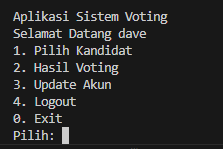 Aplikasi Sistem Voting
Selamat Datang dave
1. Pilih Kandidat
2. Hasil Voting
3. Update Akun
4. Logout
0. Exit
Pilih: